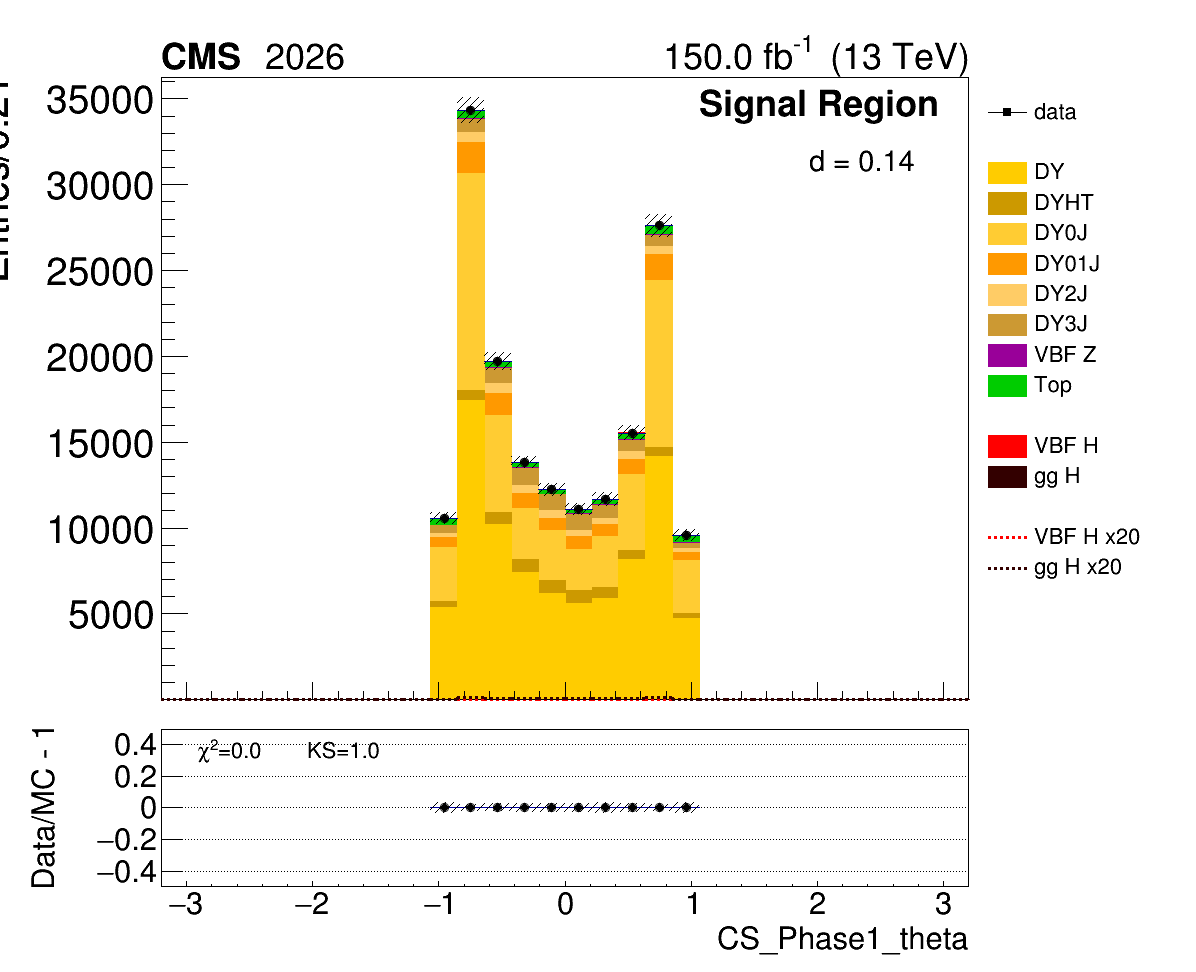 CMS 2026
150.0 fb-1 (13 TeV)
Signal Region
d = 0.14
35000
30000
25000
20000
15000
10000
5000
data
DY
DYHT
DY0J
DY01J
DY2J
DY3J
VBF Z
Top
VBF H
gg H
VBF H x20
gg H x20
Data/MC - 1
χ2=0.0 KS=1.0
0.4
0.2
0
−0.2
−0.4
−3 −2 −1 0 1 2 3
CS_Phase1_theta